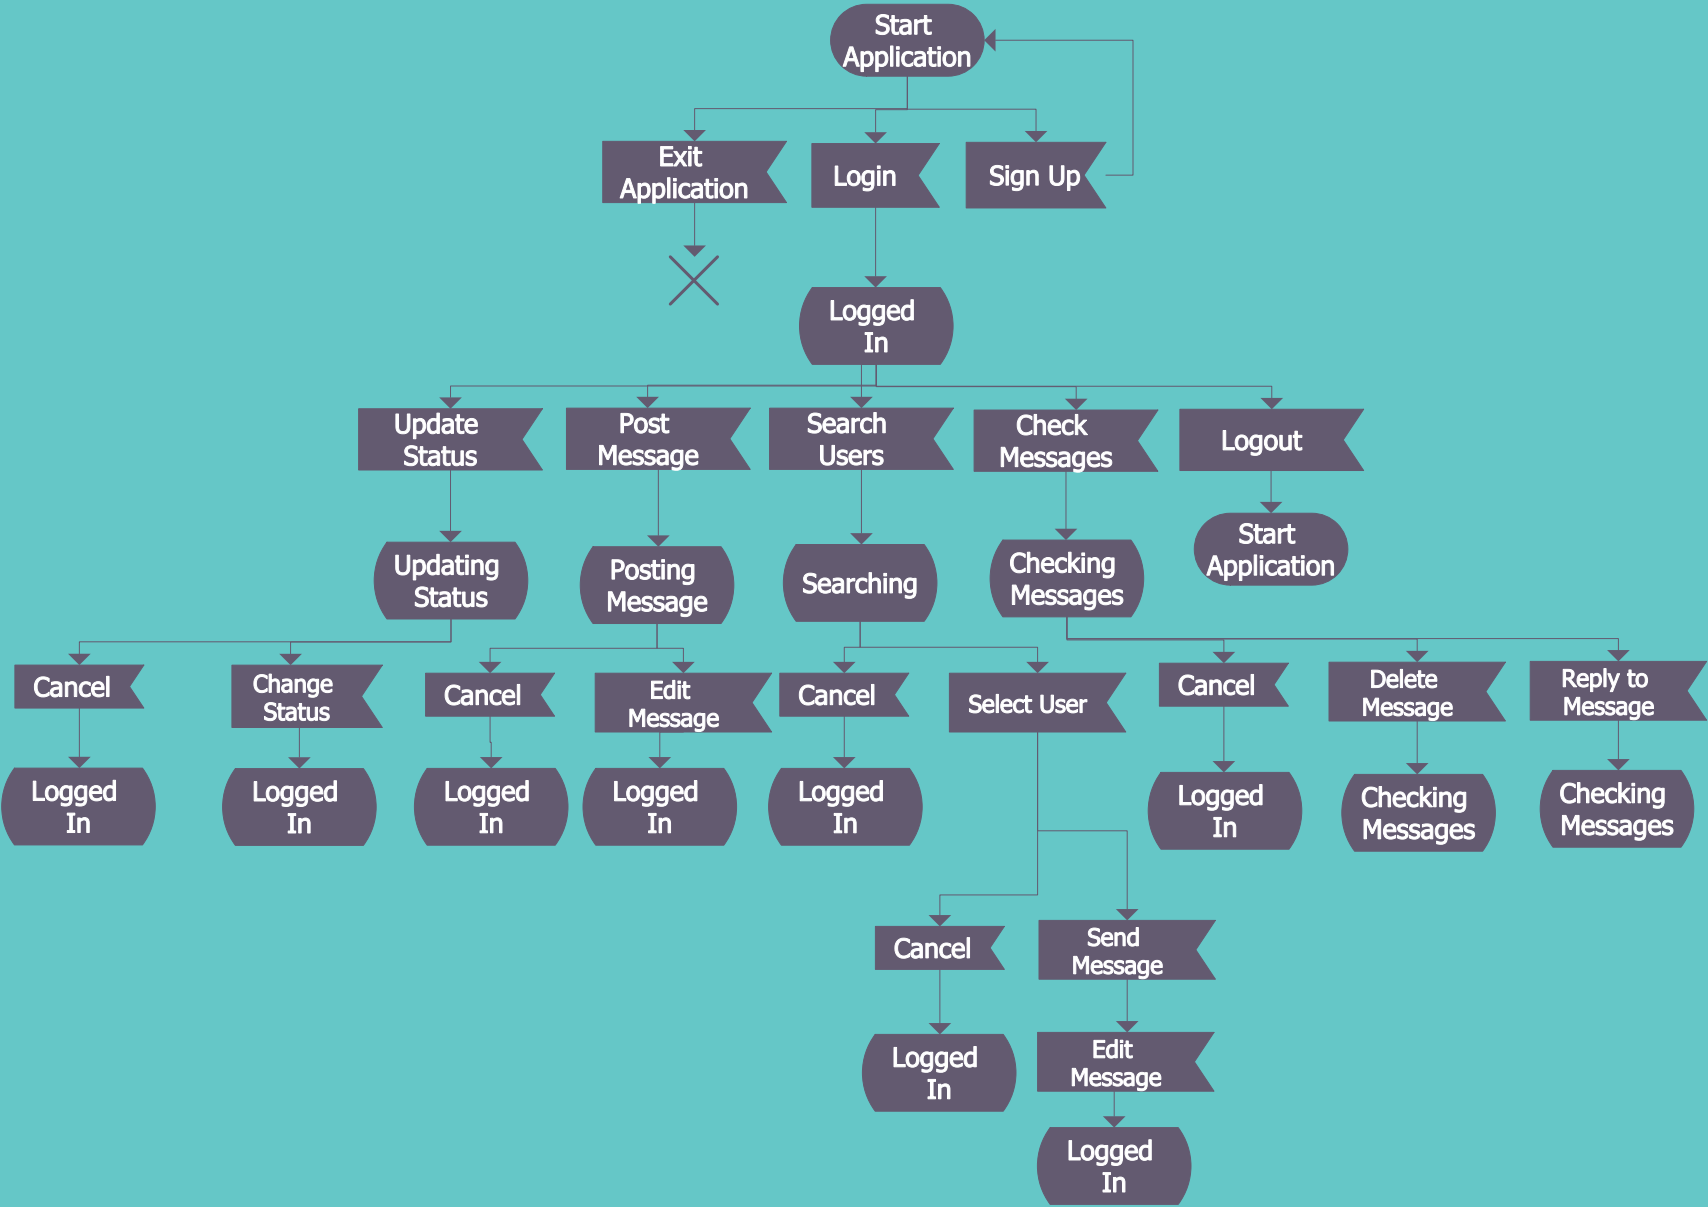 Start
Application
Exit
Application
Login
Sign Up
Logged
In
Update
Status
Post
Message
Search
Users
Check
Messages
Logout
Start
Application
Updating
Status
Posting
Message
Searching
Checking
Messages
Cancel
Change
Status
Cancel
Edit
Message
Cancel
Select User
Cancel
Delete
Message
Reply to
Message
Logged
In
Logged
In
Logged
In
Logged
In
Logged
In
Logged
In
Checking
Messages
Checking
Messages
Cancel
Send
Message
Logged
In
Edit
Message
Logged
In